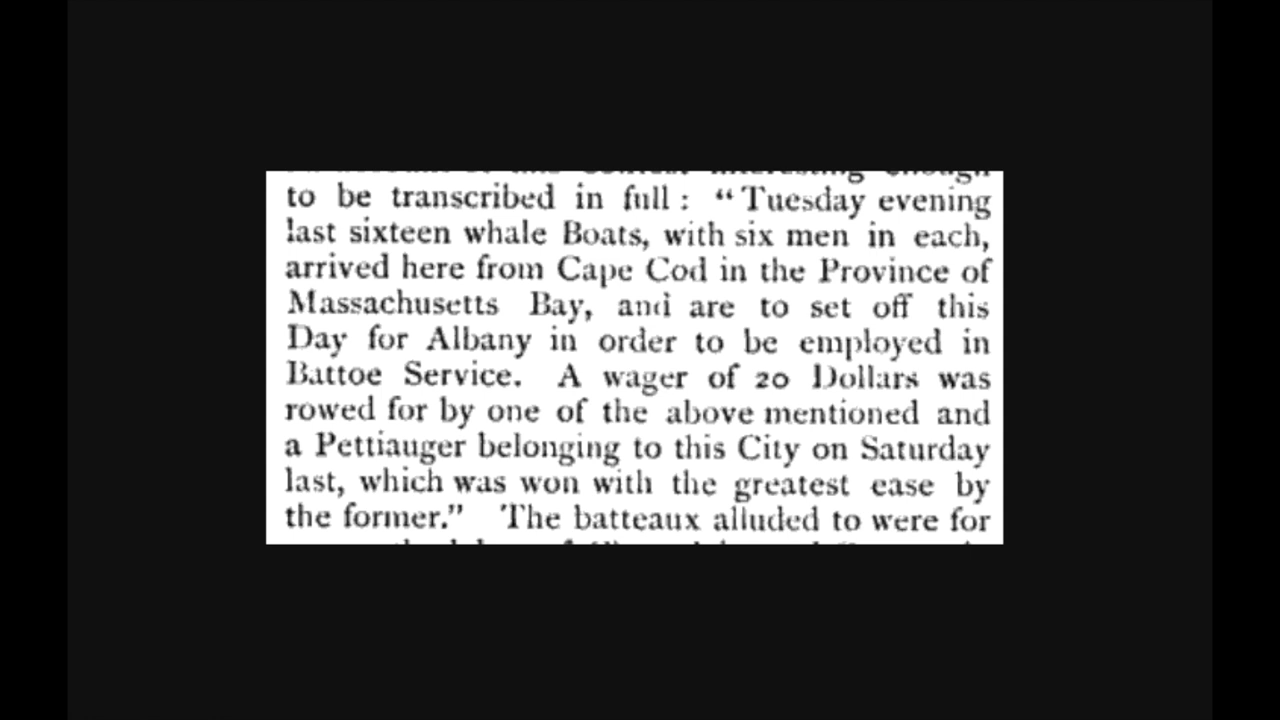 interesting enough
to be transcribed in full : “ Tuesday evening
last sixteen whale Boats, with six men in each,
arrived here from Cape Cod in the Province of
Massachusetts Bay, and are to set off this
Day for Albany in order to be employed in
Battoe Service. A wager of 20 Dollars was
rowed for by one of the above mentioned and
a Pettiauger belonging to this City on Saturday
last, which was won with the greatest ease by
the former.” The batteaux alluded to were for